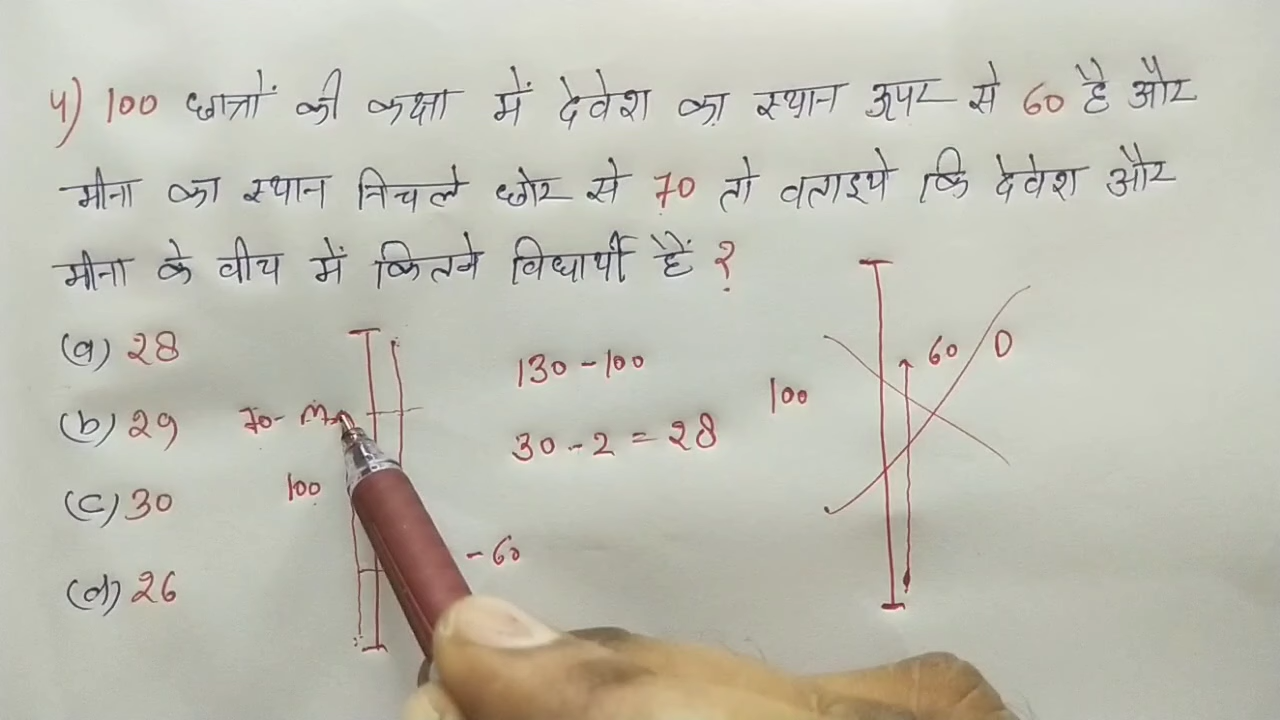 4) 100 छात्रों की कक्षा में देवेश का स्थान ऊपर से 60 है और
मीना का स्थान निचले छोर से 70 तो बताइये कि देवेश और
मीना के बीच में कितने विद्यार्थी हैं ?
(a) 28
(b) 29
(c) 30
(d) 26
70-
100
- 60
130 - 100
30 - 2 = 28
100
60 D